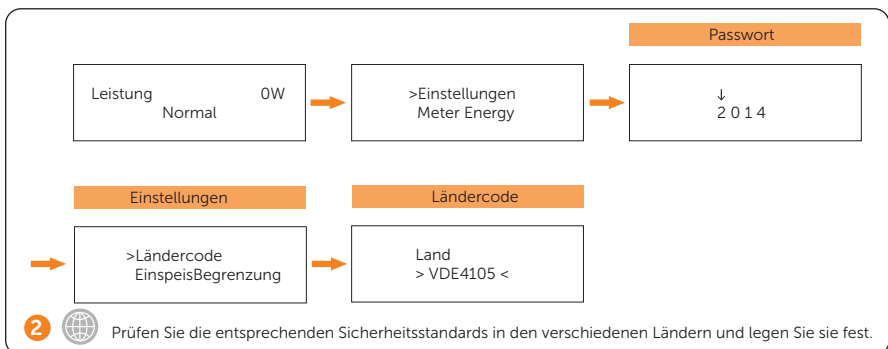 Passwort
Leistung 0W
Normal
>Einstellungen
Meter Energy
↓
2 0 1 4
Einstellungen
Ländercode
>Ländercode
EinspeisBegrenzung
Land
> VDE4105 <
2 Prüfen Sie die entsprechenden Sicherheitsstandards in den verschiedenen Ländern und legen Sie sie fest.